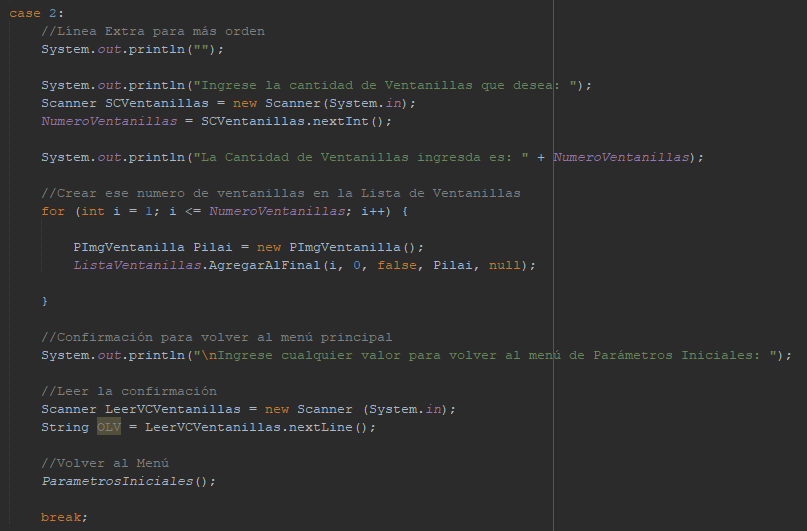 case 2:
//Línea Extra para más orden
System.out.println("");
System.out.println("Ingrese la cantidad de Ventanillas que desea: ");
Scanner SCVentanillas = new Scanner(System.in);
NumeroVentanillas = SCVentanillas.nextInt();
System.out.println("La Cantidad de Ventanillas ingresda es: " + NumeroVentanillas);
//Crear ese numero de ventanillas en la Lista de Ventanillas
for (int i = 1; i <= NumeroVentanillas; i++) {
PImgVentanilla Pilai = new PImgVentanilla();
ListaVentanillas.AgregarAlFinal(i, 0, false, Pilai, null);
}
//Confirmación para volver al menú principal
System.out.println("\nIngrese cualquier valor para volver al menú de Parámetros Iniciales: ");
//Leer la confirmación
Scanner LeerVCVentanillas = new Scanner (System.in);
String OLV = LeerVCVentanillas.nextLine();
//Volver al Menú
ParametrosIniciales();
break;